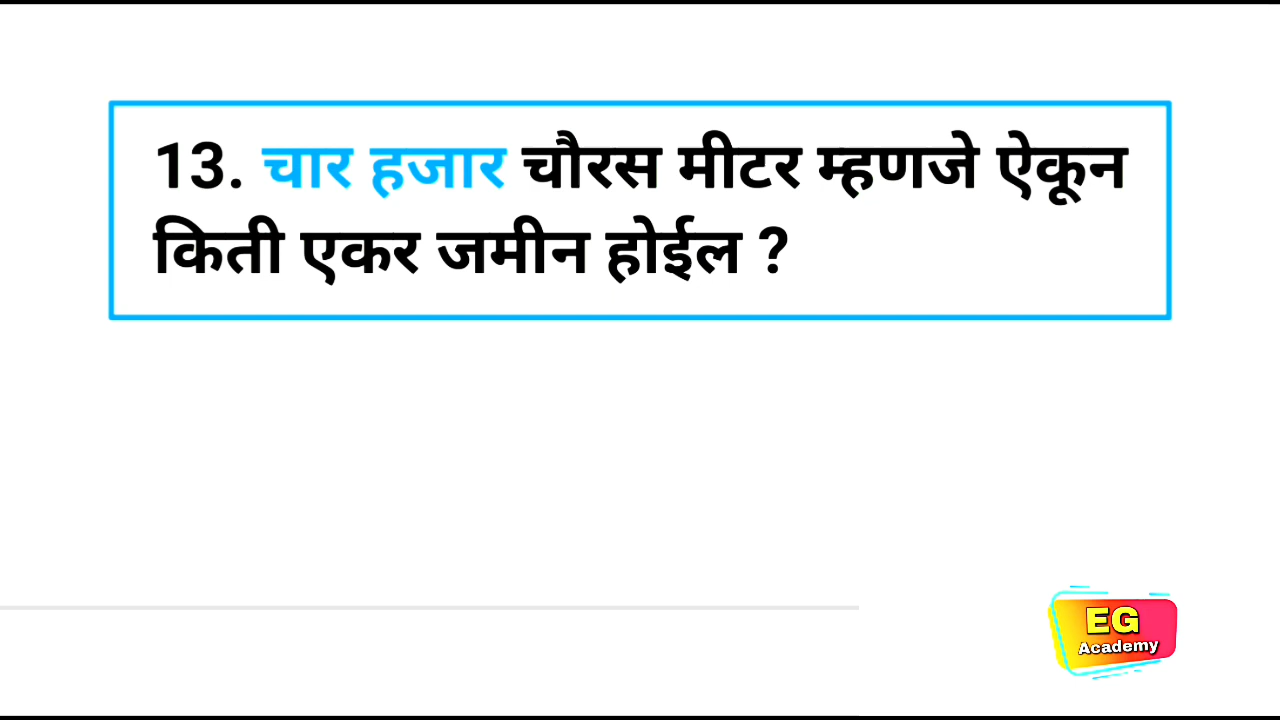 13. चार हजार चौरस मीटर म्हणजे ऐकून
किती एकर जमीन होईल ?
EG
Academy